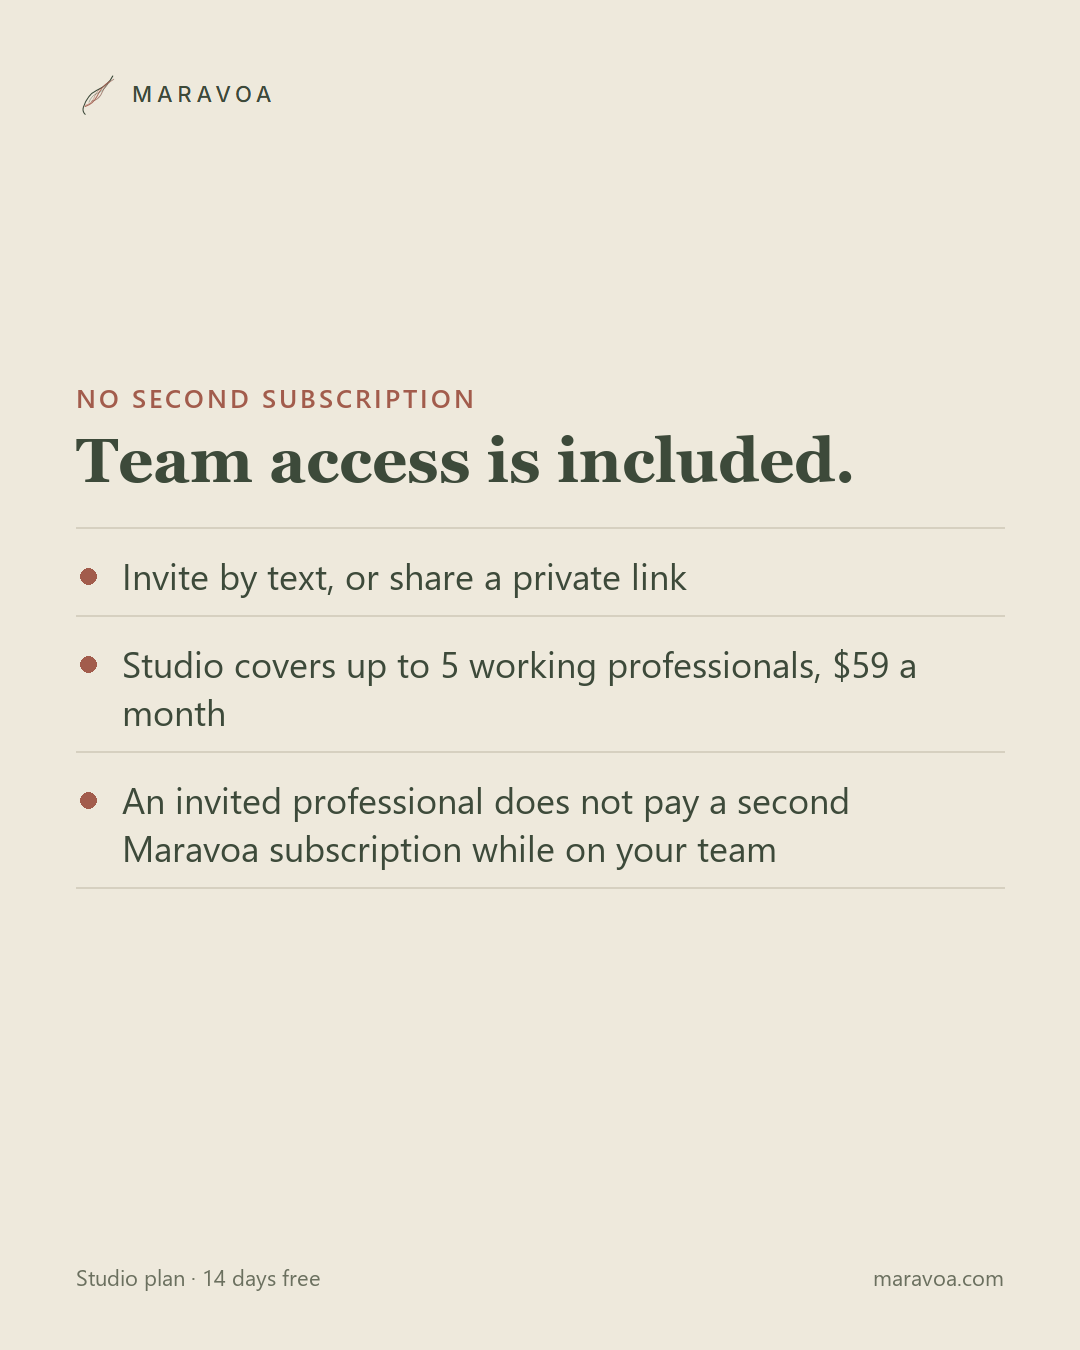 MARAVOA
NO SECOND SUBSCRIPTION
Team access is included.
Invite by text, or share a private link
Studio covers up to 5 working professionals, $59 a
month
An invited professional does not pay a second
Maravoa subscription while on your team
Studio plan · 14 days free
maravoa.com